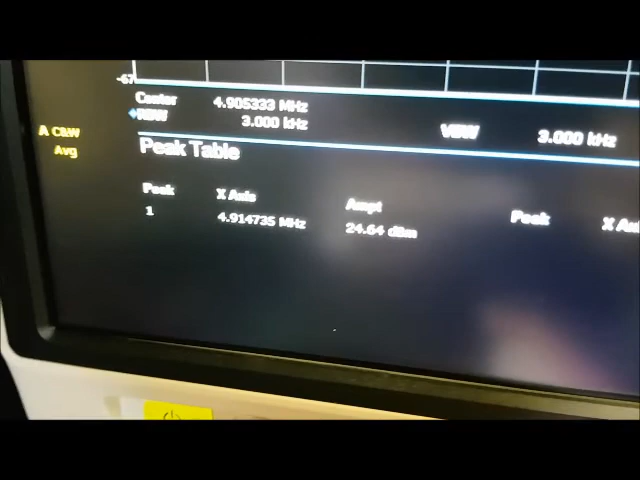 -67
Center 4.905333 MHz
RBW 3.000 kHz VBW 3.000 kHz
A Clr&W
Avg
Peak Table
Peak X Axis Ampt Peak
1 4.914735 MHz 24.64 dBm